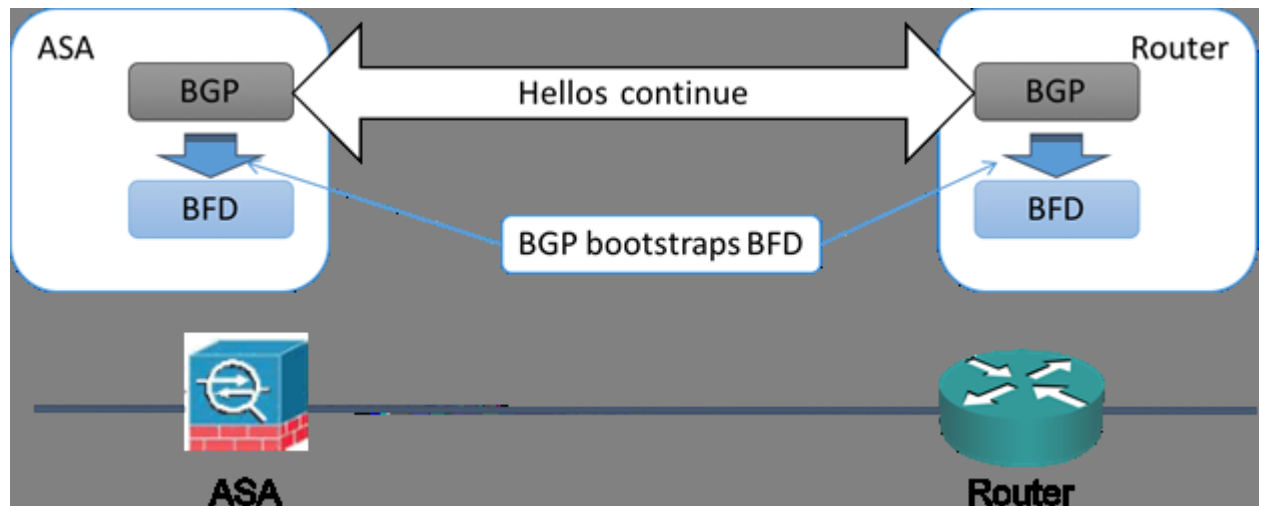 ASA
Router
BGP
Hellos continue
BGP
BFD
BFD
BGP bootstraps BFD
ASA
Router